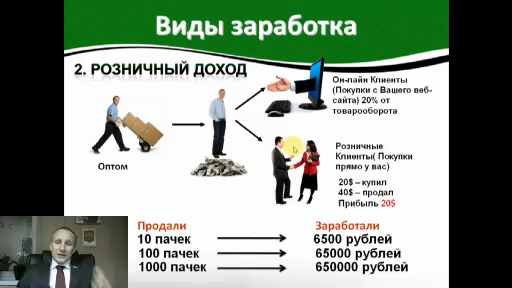 Виды заработка
2. РОЗНИЧНЫЙ ДОХОД
Он-лайн Клиенты
(Покупки с Вашего веб-
сайта) 20% от
товарооборота
Оптом
Розничные
Клиенты( Покупки
прямо у вас)
20$ – купил
40$ – продал
Прибыль 20$
Продали
Заработали
10 пачек
6500 рублей
100 пачек
65000 рублей
1000 пачек
650000 рублей